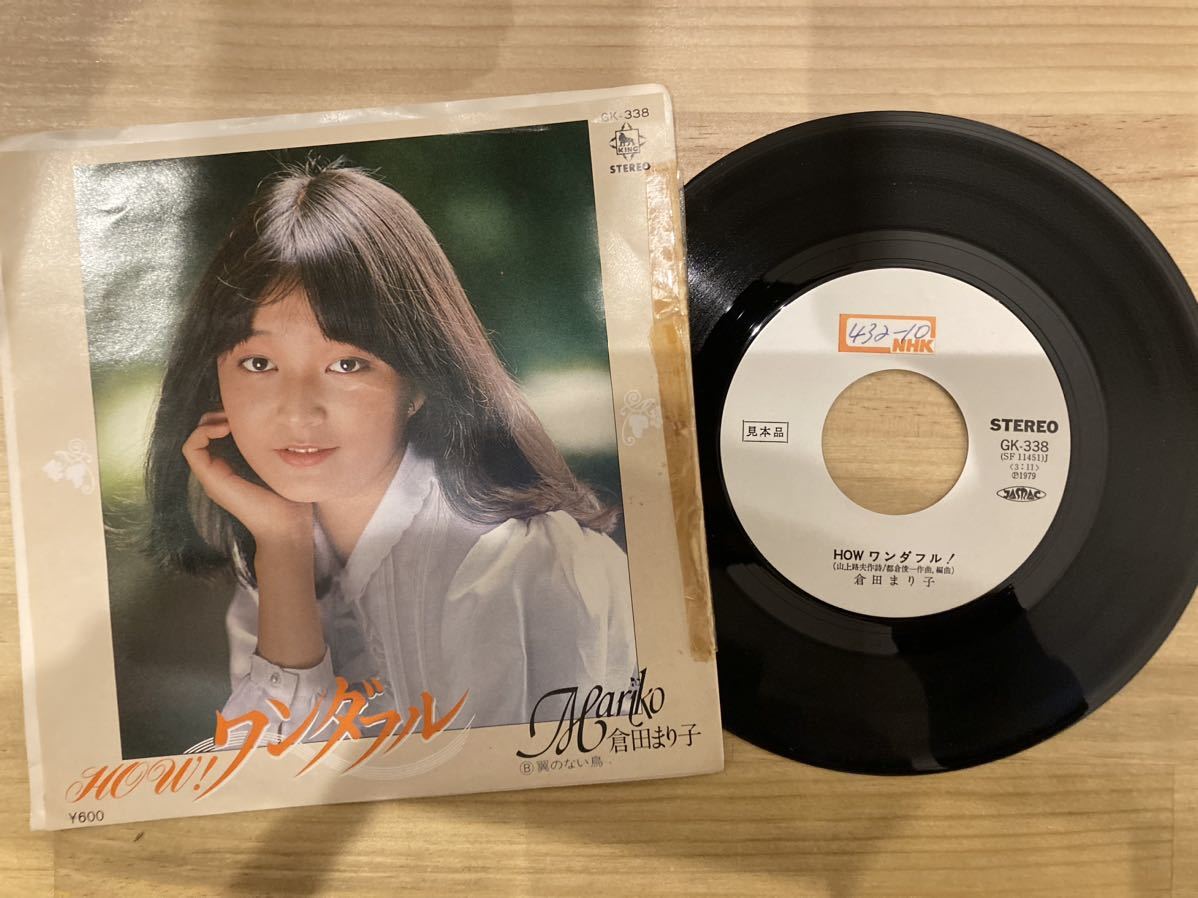 GK-338
KING
STEREO
HOW! ワンダフル
Mariko
倉田まり子
Ⓑ翼のない鳥
¥600
432-10
NHK
見本品
STEREO
GK-338
(SF 11451)J
〈3:11〉
Ⓟ1979
JASRAC
HOW ワンダフル!
(山上路夫作詩/都倉俊一作曲,編曲)
倉田まり子